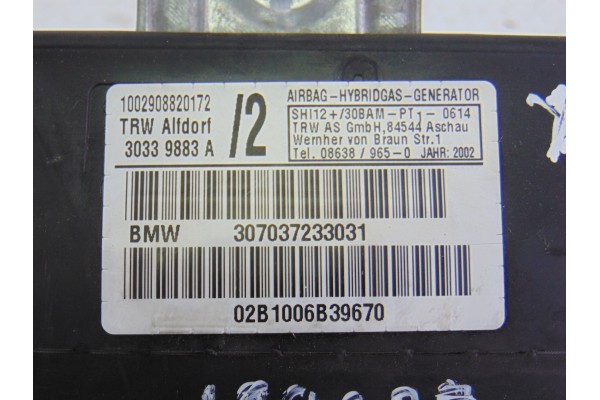 1002908820172
TRW Alfdorf
3033 9883 A
/2
AIRBAG-HYBRIDGAS-GENERATOR
SHI12+/30BAM-PT1-0614
TRW AS GmbH,84544 Aschau
Wernher von Braun Str.1
Tel. 08638/965-0 JAHR: 2002
BMW 307037233031
02B1006B39670